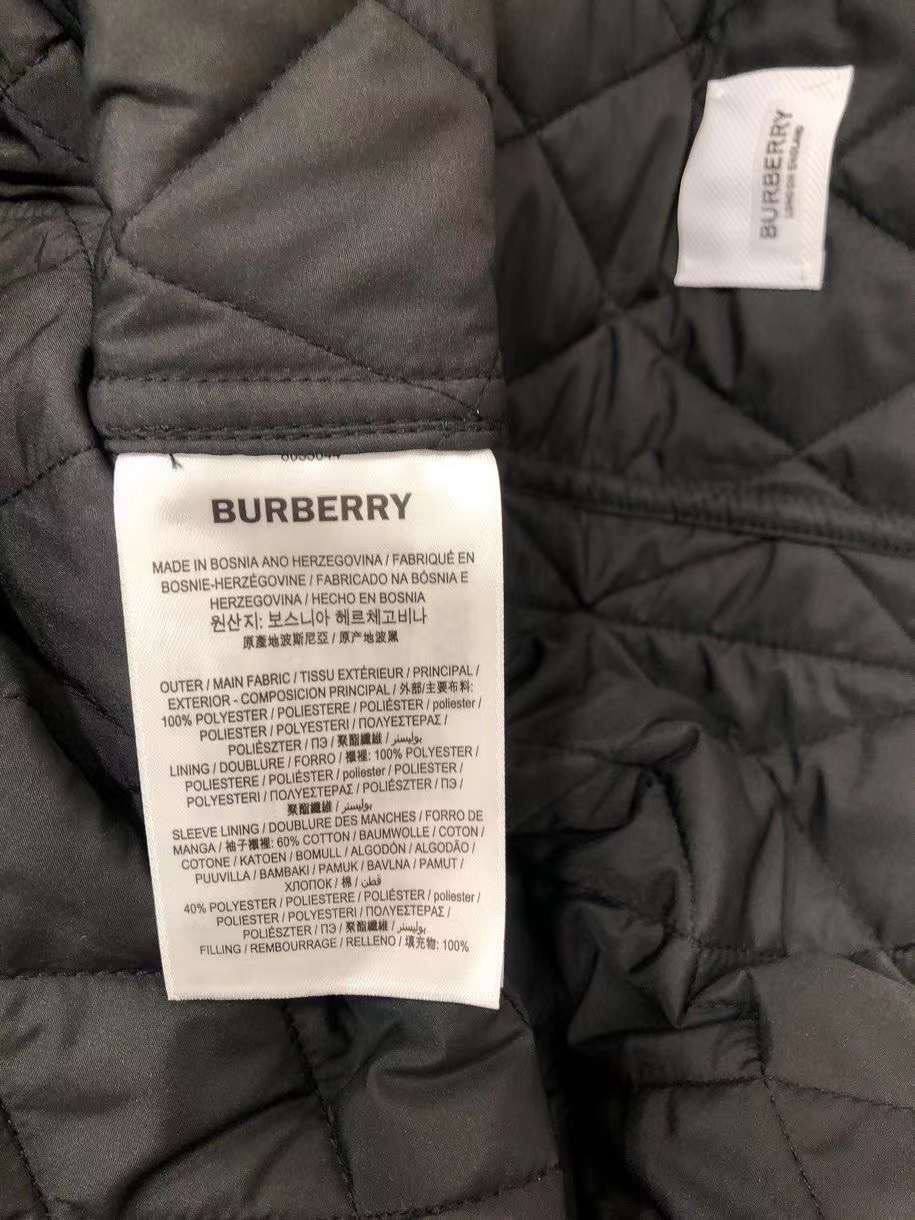 BURBERRY
LONDON ENGLAND
BURBERRY
MADE IN BOSNIA ANO HERZEGOVINA / FABRIQUÉ EN
BOSNIE-HERZÉGOVINE / FABRICADO NA BÓSNIA E
HERZEGOVINA / HECHO EN BOSNIA
원산지: 보스니아 헤르체고비나
原產地波斯尼亞 / 原产地波黑
OUTER / MAIN FABRIC / TISSU EXTÉRIEUR / PRINCIPAL /
EXTERIOR - COMPOSICION PRINCIPAL / 外部/主要布料:
100% POLYESTER / POLIESTERE / POLIÉSTER / poliester /
POLIESTER / POLYESTERI / ΠΟΛΥΕΣΤΕΡΑΣ /
POLIÉSZTER / ПЭ / 聚酯纖維 / بوليستر
LINING / DOUBLURE / FORRO / 襯裡: 100% POLYESTER /
POLIESTERE / POLIÉSTER / poliester / POLIESTER /
POLYESTERI / ΠΟΛΥΕΣΤΕΡΑΣ / POLIÉSZTER / ПЭ /
聚酯纖維 / بوليستر
SLEEVE LINING / DOUBLURE DES MANCHES / FORRO DE
MANGA / 袖子襯裡: 60% COTTON / BAUMWOLLE / COTON /
COTONE / KATOEN / BOMULL / ALGODÓN / ALGODÃO /
PUUVILLA / BAMBAKI / PAMUK / BAVLNA / PAMUT /
ХЛОПОК / 棉 / قطن
40% POLYESTER / POLIESTERE / POLIÉSTER / poliester /
POLIESTER / POLYESTERI / ΠΟΛΥΕΣΤΕΡΑΣ /
POLIÉSZTER / ПЭ / 聚酯纖維 / بوليستر
FILLING / REMBOURRAGE / RELLENO / 填充物: 100%